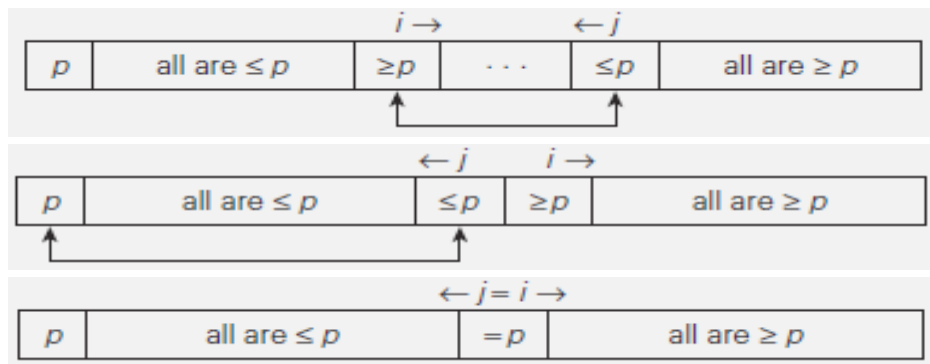 i → ← j
p all are ≤ p ≥p · · · ≤p all are ≥ p
← j i →
p all are ≤ p ≤p ≥p all are ≥ p
← j = i →
p all are ≤ p = p all are ≥ p